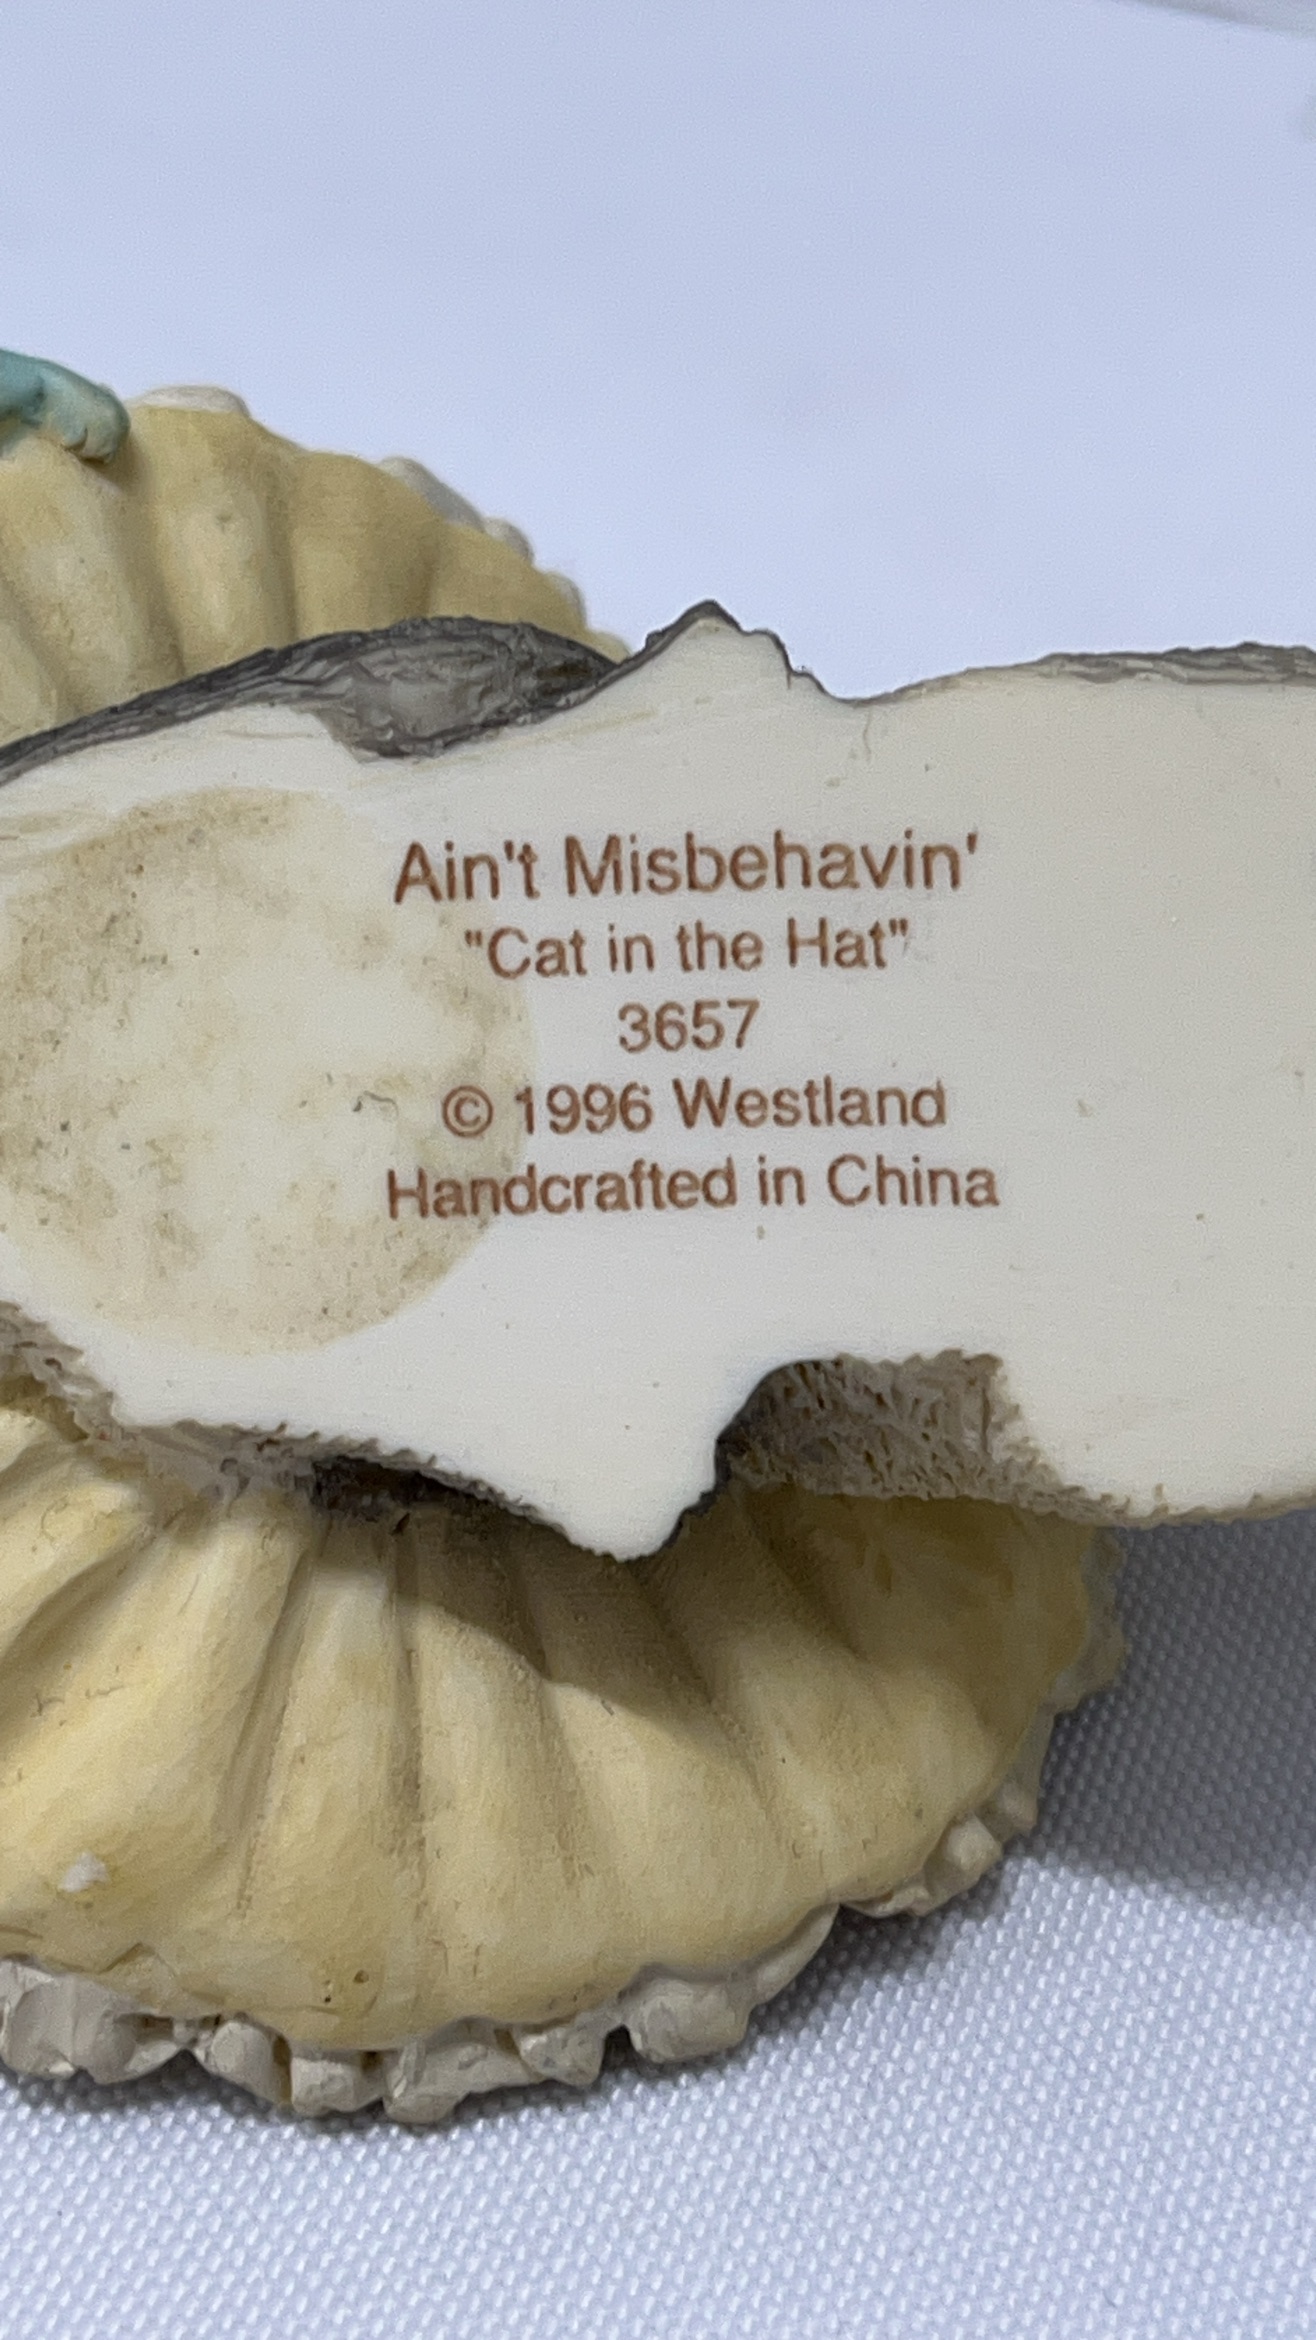 Ain't Misbehavin'
"Cat in the Hat"
3657
© 1996 Westland
Handcrafted in China